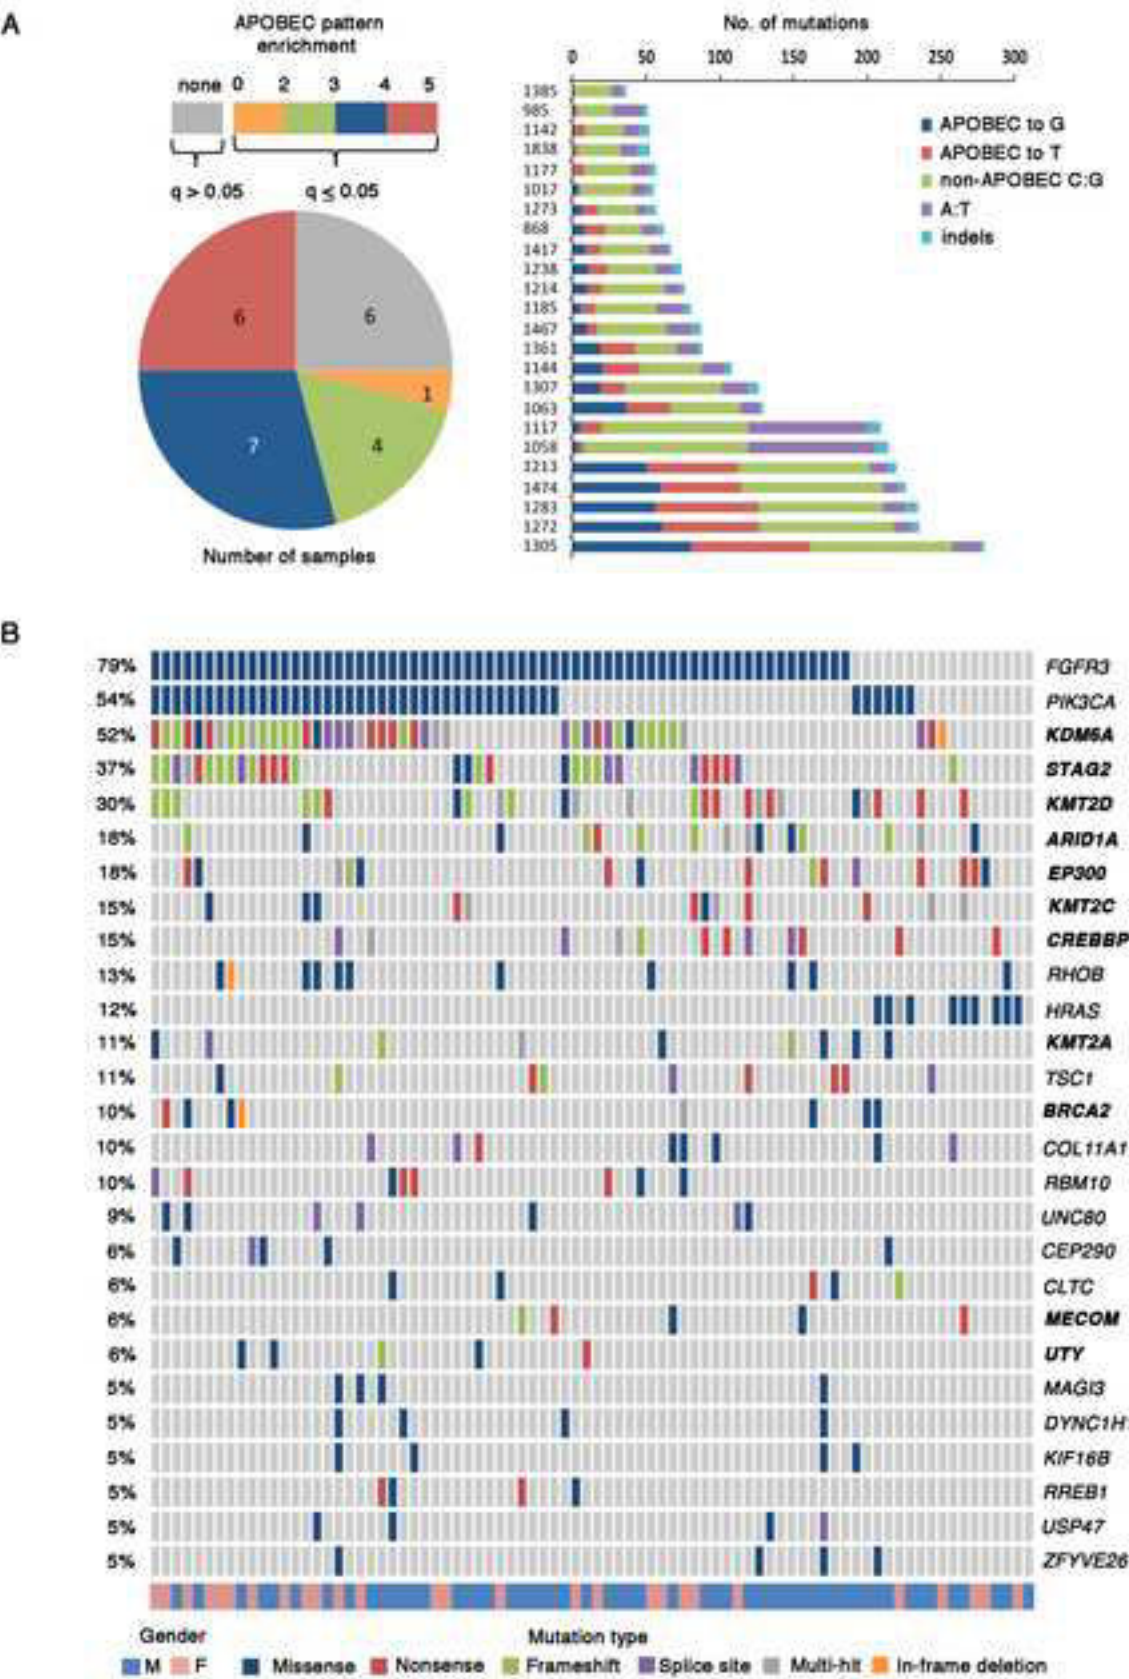 A
APOBEC pattern
enrichment
none 0 2 3 4 5
q > 0.05 q ≤ 0.05
6 6
1
7 4
Number of samples
No. of mutations
0 50 100 150 200 250 300
1385
985
1142
1838
1177
1017
1273
868
1417
1238
1214
1185
1467
1361
1144
1307
1063
1117
1058
1213
1474
1283
1272
1305
APOBEC to G
APOBEC to T
non-APOBEC C:G
A:T
indels
B
79% FGFR3
54% PIK3CA
52% KDM6A
37% STAG2
30% KMT2D
18% ARID1A
18% EP300
15% KMT2C
15% CREBBP
13% RHOB
12% HRAS
11% KMT2A
11% TSC1
10% BRCA2
10% COL11A1
10% RBM10
9% UNC80
6% CEP290
6% CLTC
6% MECOM
6% UTY
5% MAGI3
5% DYNC1H
5% KIF16B
5% RREB1
5% USP47
5% ZFYVE26
Gender Mutation type
M F Missense Nonsense Frameshift Splice site Multi-hit In-frame deletion